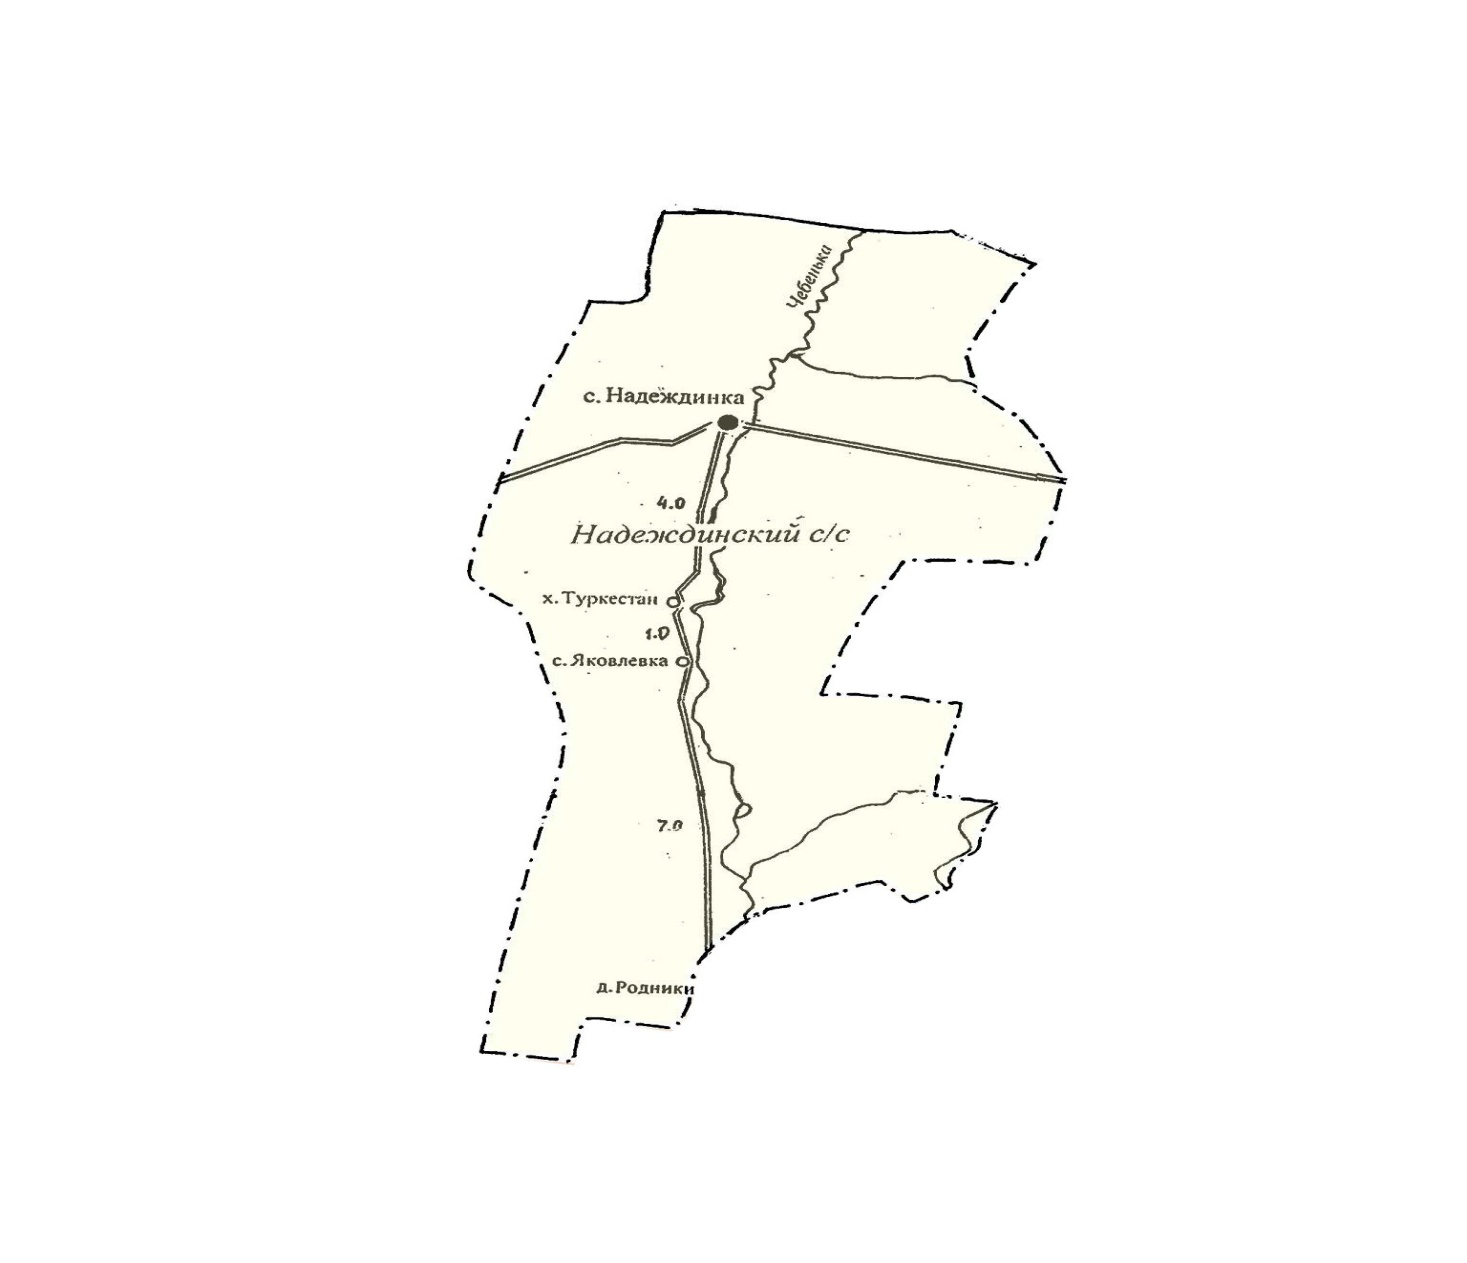 Чебенька
с. Надеждинка
4.0
Надеждинский с/с
х. Туркестан
1.0
с. Яковлевка
7.0
д. Родники